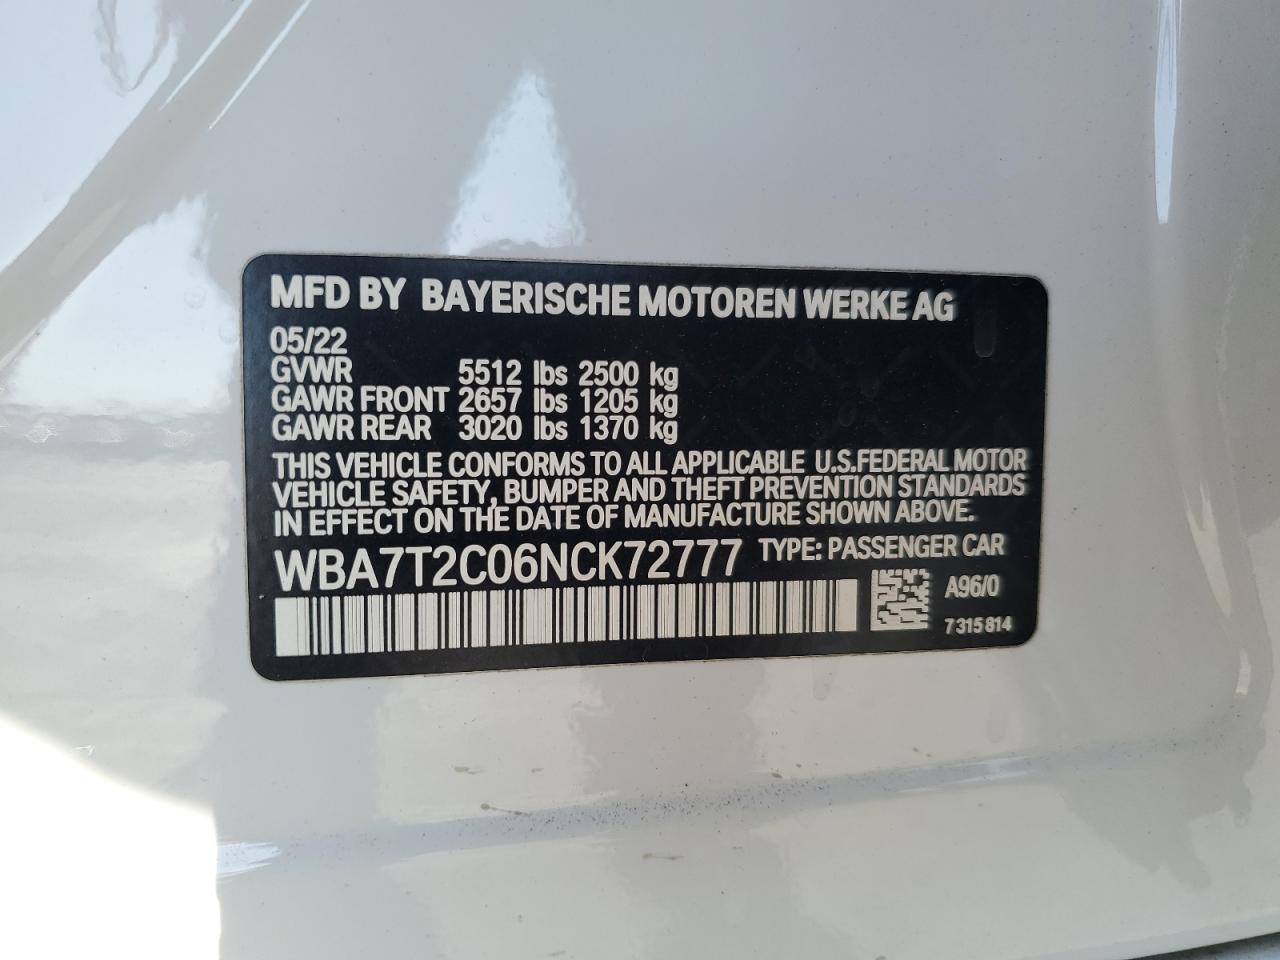 MFD BY BAYERISCHE MOTOREN WERKE AG
05/22
GVWR 5512 lbs 2500 kg
GAWR FRONT 2657 lbs 1205 kg
GAWR REAR 3020 lbs 1370 kg
THIS VEHICLE CONFORMS TO ALL APPLICABLE U.S.FEDERAL MOTOR
VEHICLE SAFETY, BUMPER AND THEFT PREVENTION STANDARDS
IN EFFECT ON THE DATE OF MANUFACTURE SHOWN ABOVE.
WBA7T2C06NCK72777 TYPE: PASSENGER CAR
A96/0
7 315 814